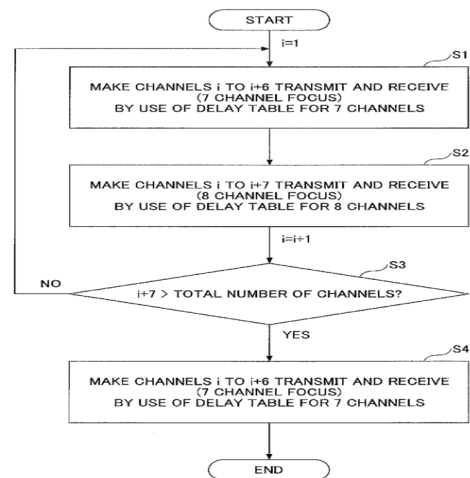 START
i=1
S1
MAKE CHANNELS i TO i+6 TRANSMIT AND RECEIVE
(7 CHANNEL FOCUS)
BY USE OF DELAY TABLE FOR 7 CHANNELS
S2
MAKE CHANNELS i TO i+7 TRANSMIT AND RECEIVE
(8 CHANNEL FOCUS)
BY USE OF DELAY TABLE FOR 8 CHANNELS
i=i+1
S3
NO
i+7 > TOTAL NUMBER OF CHANNELS?
YES
S4
MAKE CHANNELS i TO i+6 TRANSMIT AND RECEIVE
(7 CHANNEL FOCUS)
BY USE OF DELAY TABLE FOR 7 CHANNELS
END